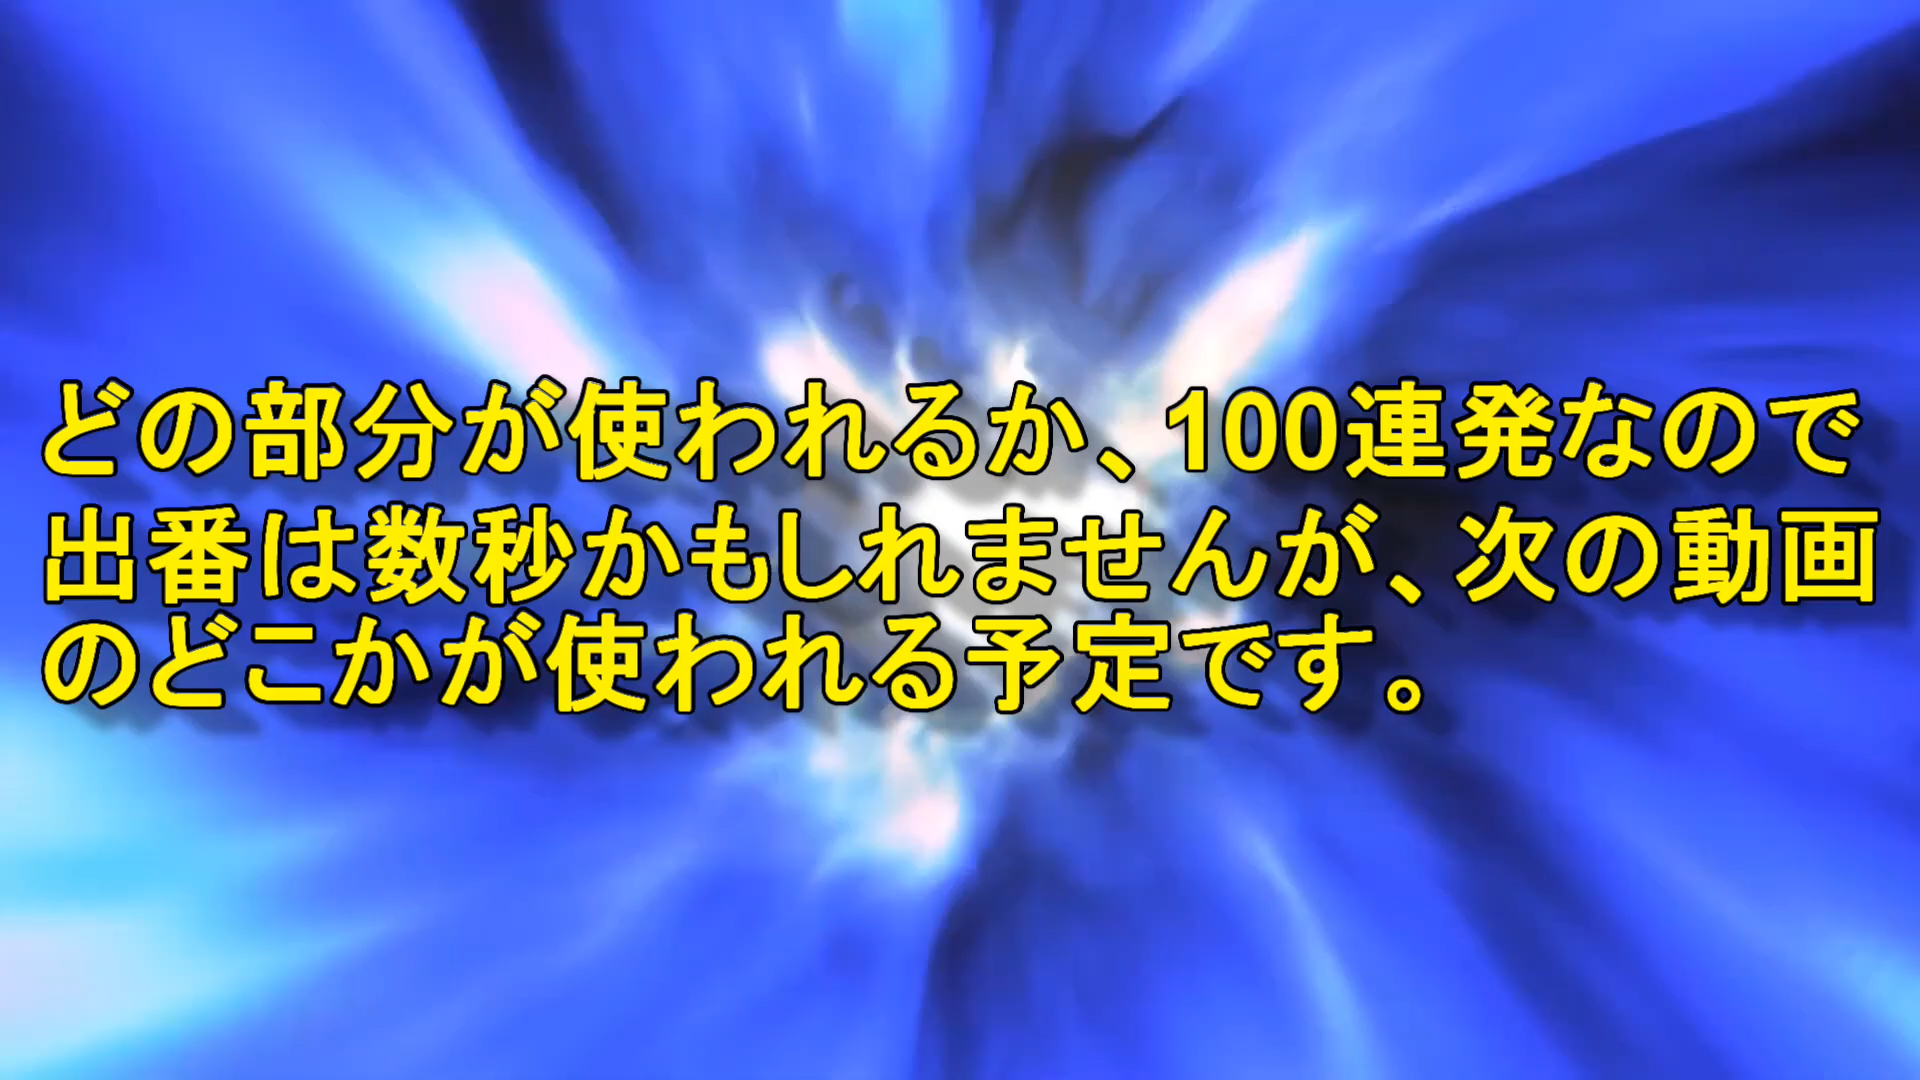 どの部分が使われるか、100連発なので
出番は数秒かもしれませんが、次の動画
のどこかが使われる予定です。